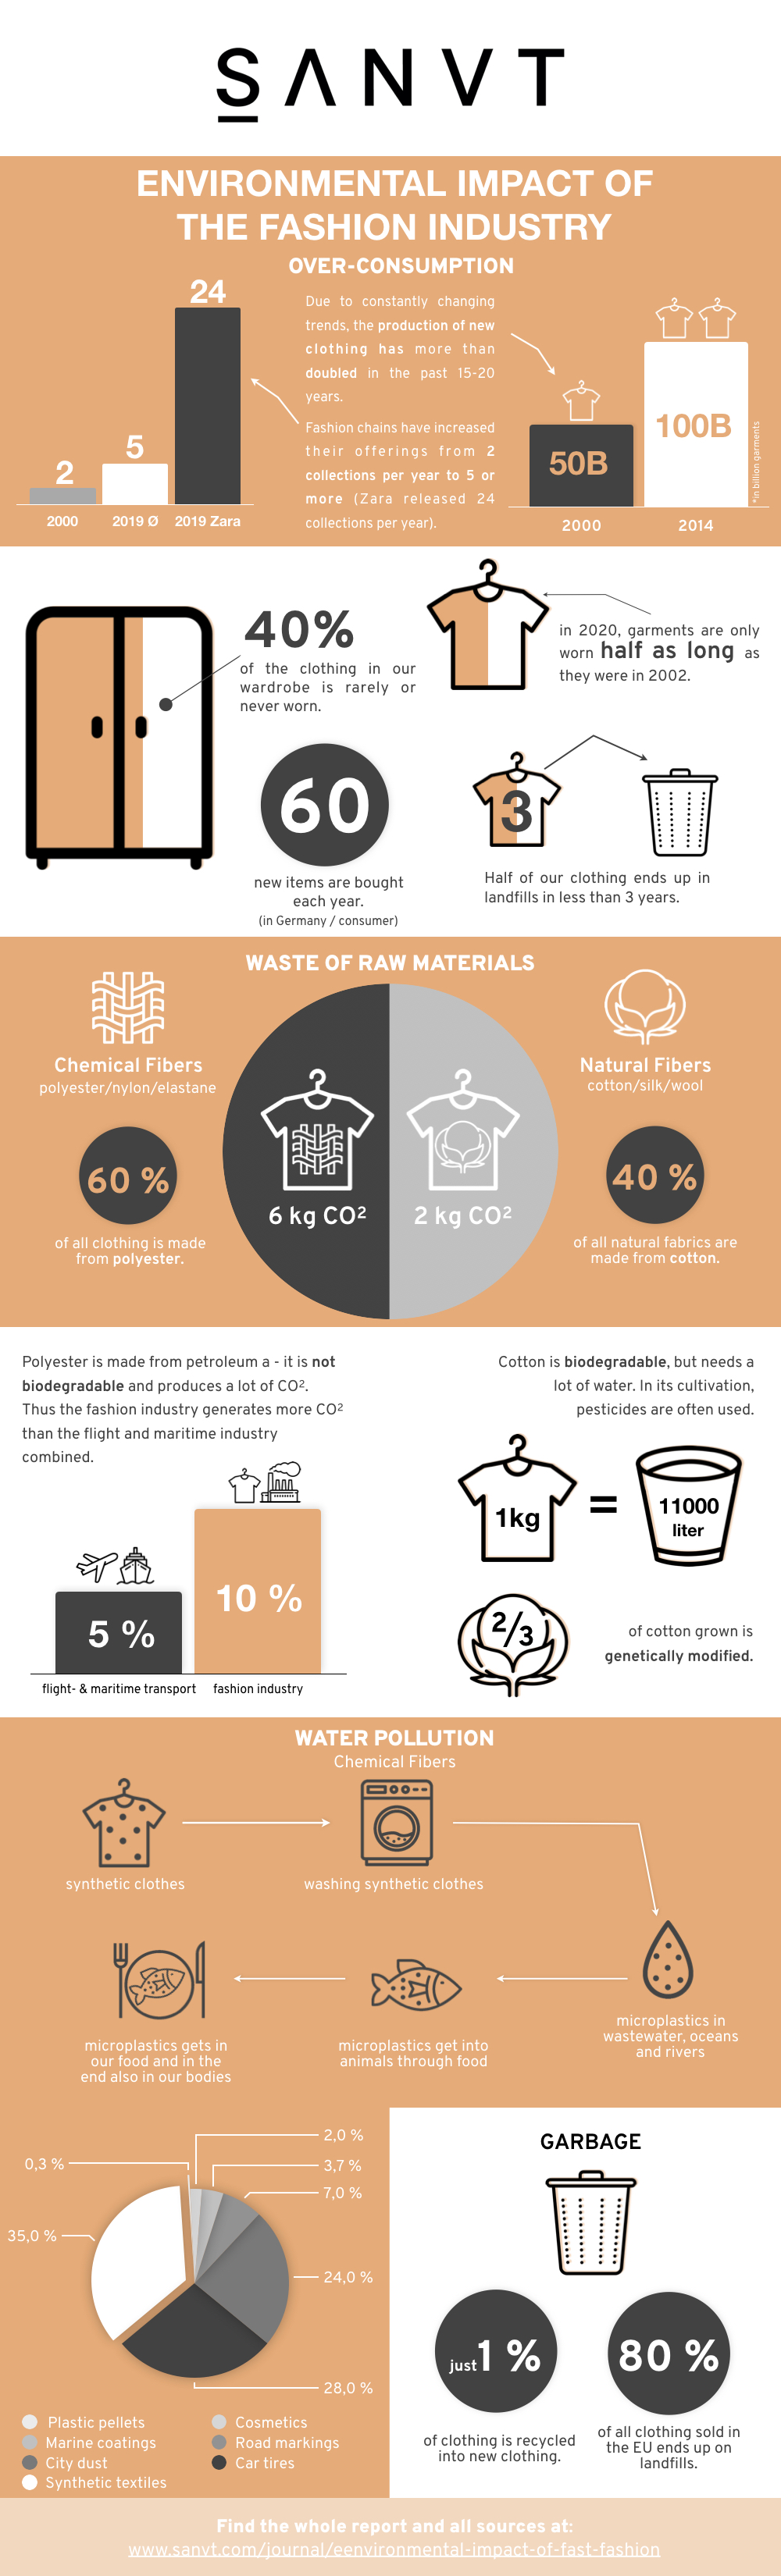 SANVT
ENVIRONMENTAL IMPACT OF
THE FASHION INDUSTRY
OVER-CONSUMPTION
24
5
2
2000
2019 Ø
2019 Zara
Due to constantly changing
trends, the production of new
clothing has more than
doubled in the past 15-20
years.
Fashion chains have increased
their offerings from 2
collections per year to 5 or
more (Zara released 24
collections per year).
50B
100B
*in billion garments
2000
2014
40%
of the clothing in our
wardrobe is rarely or
never worn.
in 2020, garments are only
worn half as long as
they were in 2002.
60
new items are bought
each year.
(in Germany / consumer)
3
Half of our clothing ends up in
landfills in less than 3 years.
WASTE OF RAW MATERIALS
Chemical Fibers
polyester/nylon/elastane
60 %
of all clothing is made
from polyester.
6 kg CO²
2 kg CO²
Natural Fibers
cotton/silk/wool
40 %
of all natural fabrics are
made from cotton.
Polyester is made from petroleum a - it is not
biodegradable and produces a lot of CO².
Thus the fashion industry generates more CO²
than the flight and maritime industry
combined.
5 %
10 %
flight- & maritime transport
fashion industry
Cotton is biodegradable, but needs a
lot of water. In its cultivation,
pesticides are often used.
1kg
=
11000
liter
2/3
of cotton grown is
genetically modified.
WATER POLLUTION
Chemical Fibers
synthetic clothes
washing synthetic clothes
microplastics in
wastewater, oceans
and rivers
microplastics get into
animals through food
microplastics gets in
our food and in the
end also in our bodies
2,0 %
0,3 %
3,7 %
7,0 %
35,0 %
24,0 %
28,0 %
Plastic pellets
Cosmetics
Marine coatings
Road markings
City dust
Car tires
Synthetic textiles
GARBAGE
just 1 %
of clothing is recycled
into new clothing.
80 %
of all clothing sold in
the EU ends up on
landfills.
Find the whole report and all sources at:
www.sanvt.com/journal/eenvironmental-impact-of-fast-fashion